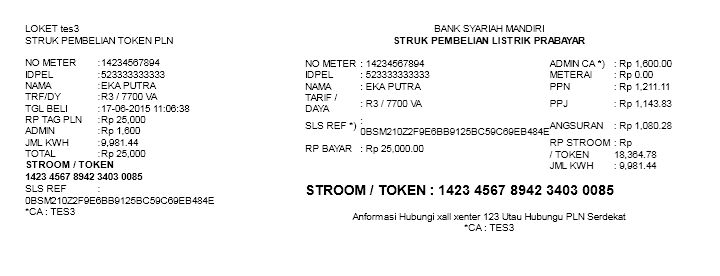 LOKET tes3
STRUK PEMBELIAN TOKEN PLN
NO METER :14234567894
IDPEL :523333333333
NAMA :EKA PUTRA
TRF/DY :R3 / 7700 VA
TGL BELI :17-06-2015 11:06:38
RP TAG PLN :Rp 25,000
ADMIN :Rp 1,600
JML KWH :9,981.44
TOTAL :Rp 25,000
STROOM / TOKEN
1423 4567 8942 3403 0085
SLS REF :
0BSM210Z2F9E6BB9125BC59C69EB484E
*CA : TES3
BANK SYARIAH MANDIRI
STRUK PEMBELIAN LISTRIK PRABAYAR
NO METER : 14234567894
IDPEL : 523333333333
NAMA : EKA PUTRA
TARIF /
DAYA : R3 / 7700 VA
SLS REF *) :
0BSM210Z2F9E6BB9125BC59C69EB484E
RP BAYAR : Rp 25,000.00
ADMIN CA *) : Rp 1,600.00
METERAI : Rp 0.00
PPN : Rp 1,211.11
PPJ : Rp 1,143.83
ANGSURAN : Rp 1,080.28
RP STROOM : Rp
/ TOKEN 18,364.78
JML KWH : 9,981.44
STROOM / TOKEN : 1423 4567 8942 3403 0085
Anformasi Hubungi xall xenter 123 Utau Hubungu PLN Serdekat
*CA : TES3